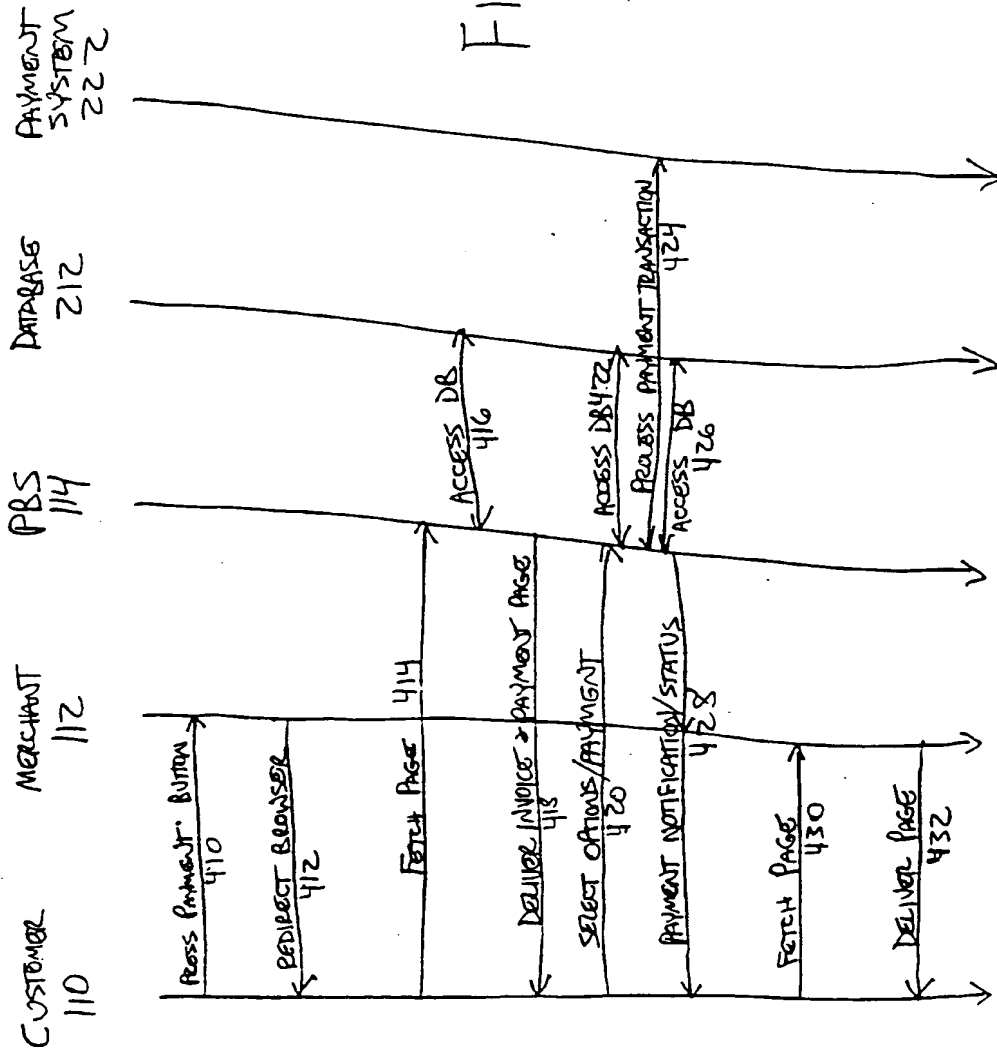 CUSTOMER
110
MERCHANT
112
PBS
114
DATABASE
212
PAYMENT
SYSTEM
222
PRESS PAYMENT BUTTON
410
REDIRECT BROWSER
412
FETCH PAGE 414
ACCESS DB
416
DELIVER INVOICE & PAYMENT PAGE
418
SELECT OPTIONS/PAYMENT
420
ACCESS DB 422
PROCESS PAYMENT TRANSACTION
424
ACCESS DB
426
PAYMENT NOTIFICATION/STATUS
428
FETCH PAGE
430
DELIVER PAGE
432